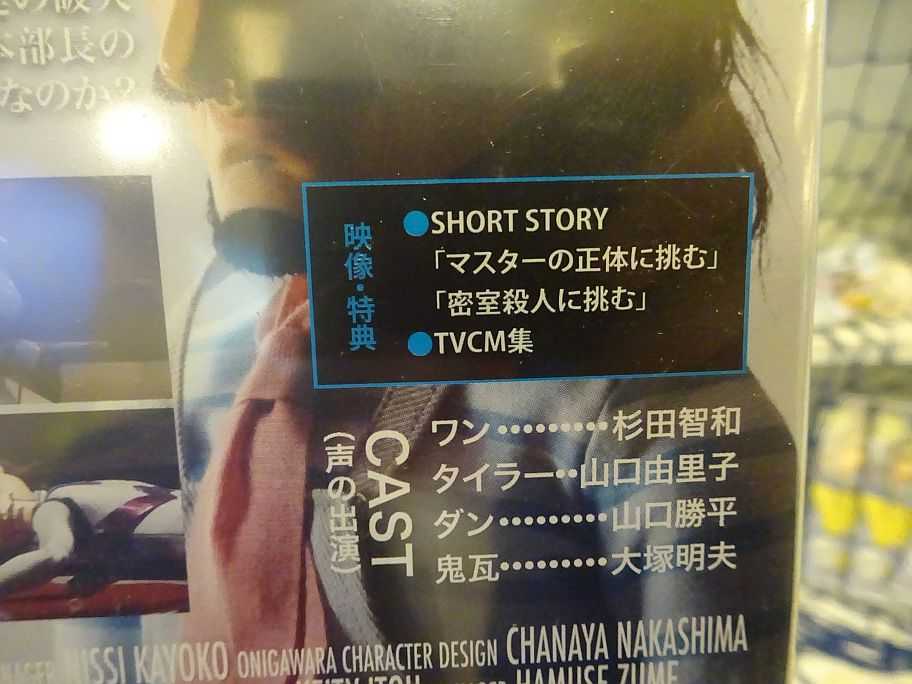 本部長の
なのか?
映像・特典
●SHORT STORY
「マスターの正体に挑む」
「密室殺人に挑む」
●TVCM集
CAST
(声の出演)
ワン………杉田智和
タイラー‥山口由里子
ダン………山口勝平
鬼瓦………大塚明夫
NISSI KAYOKO ONIGAWARA CHARACTER DESIGN CHANAYA NAKASHIMA
HAMUSE ZUME